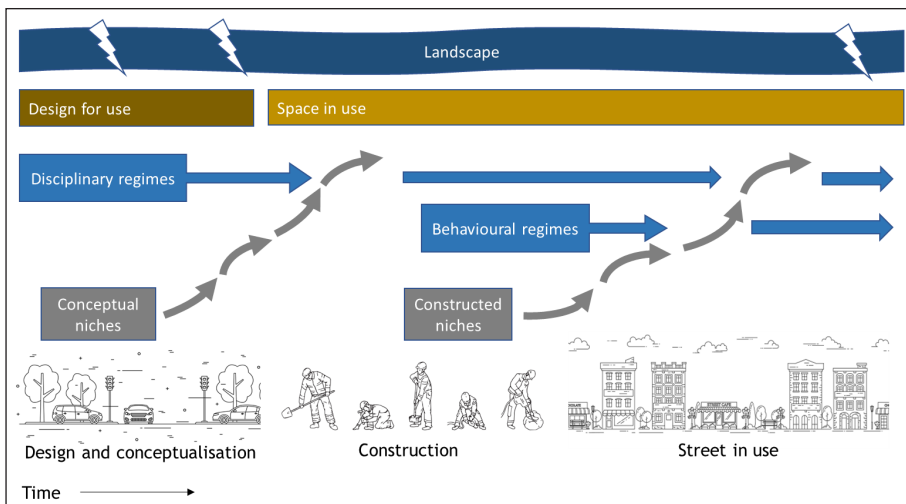 Landscape
Design for use
Space in use
Disciplinary regimes
Behavioural regimes
Conceptual
niches
Constructed
niches
STREET CAFE
Design and conceptualisation
Construction
Street in use
Time